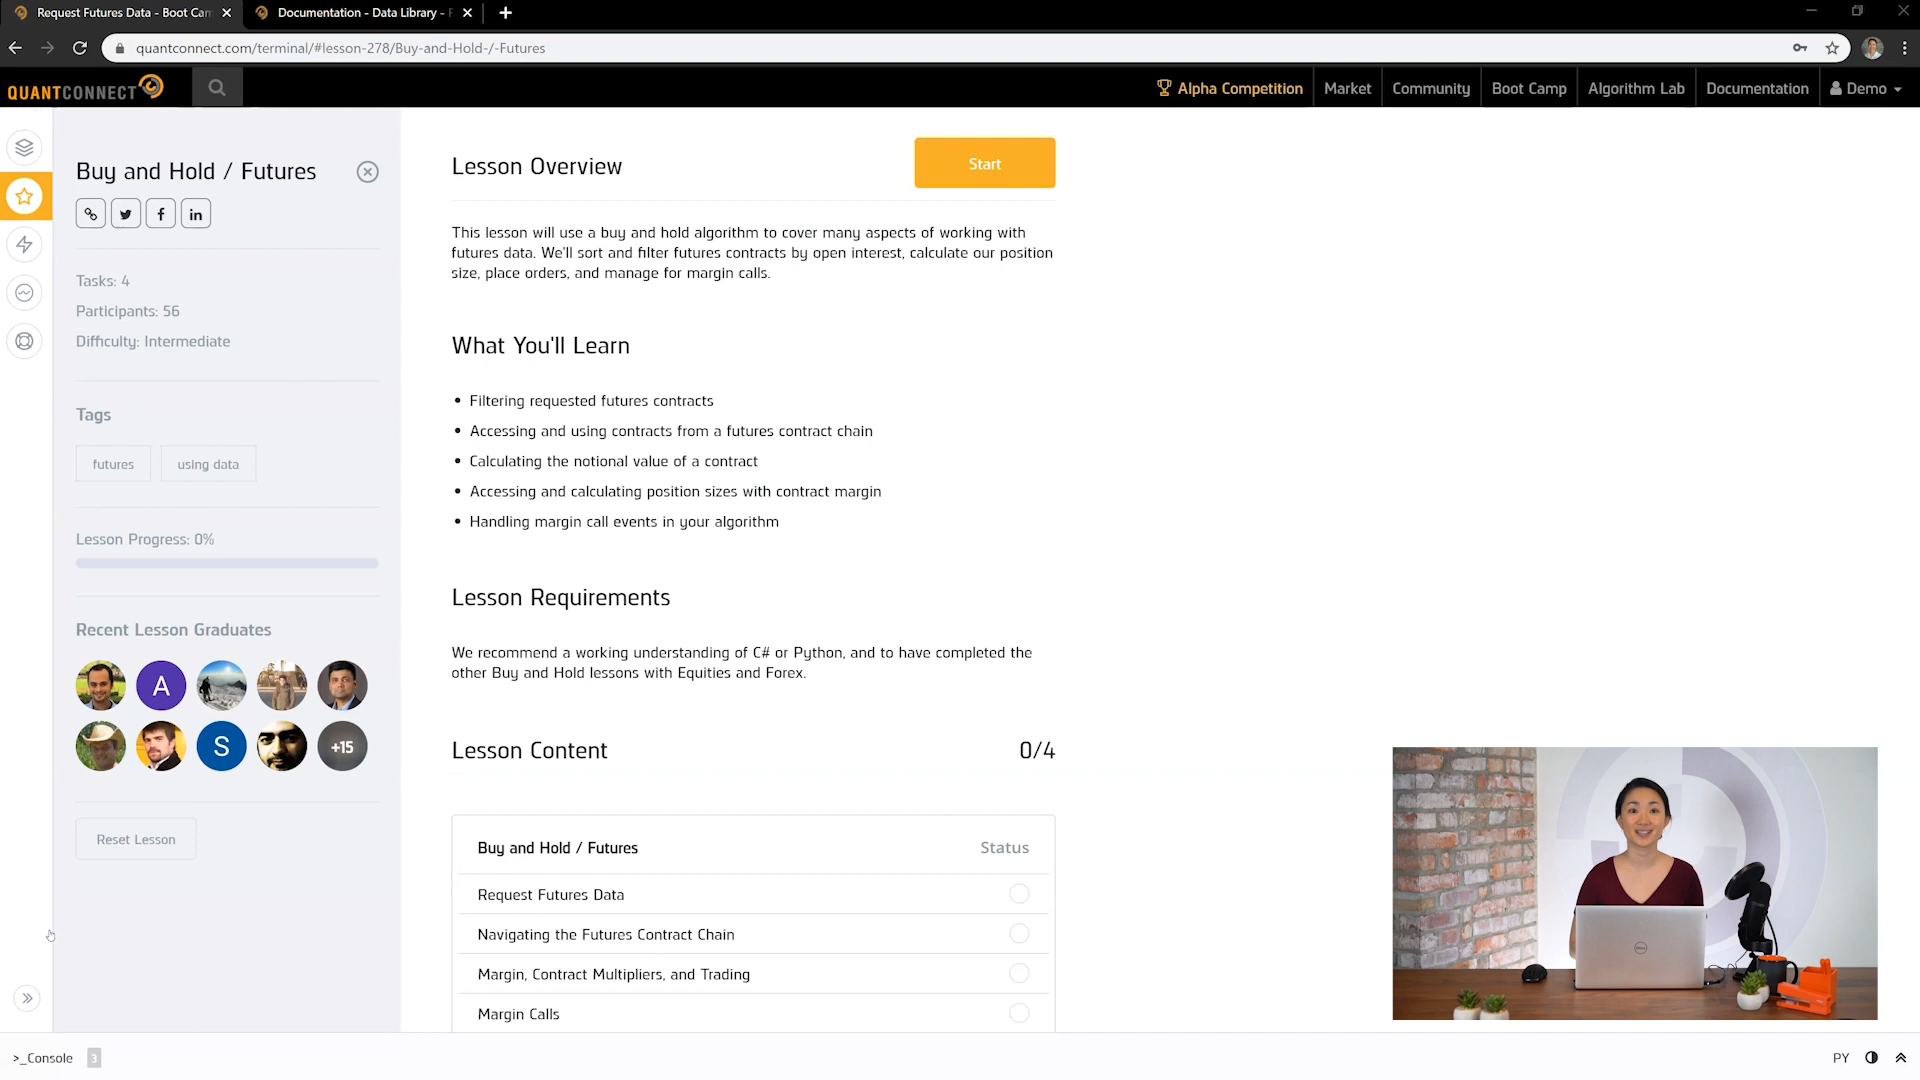 Request Futures Data - Boot Cam
Documentation - Data Library - F
quantconnect.com/terminal/#lesson-278/Buy-and-Hold-/-Futures
QUANTCONNECT
Alpha Competition
Market
Community
Boot Camp
Algorithm Lab
Documentation
Demo
Buy and Hold / Futures
Tasks: 4
Participants: 56
Difficulty: Intermediate
Tags
futures
using data
Lesson Progress: 0%
Recent Lesson Graduates
A
S
+15
Reset Lesson
Lesson Overview
Start
This lesson will use a buy and hold algorithm to cover many aspects of working with
futures data. We'll sort and filter futures contracts by open interest, calculate our position
size, place orders, and manage for margin calls.
What You'll Learn
• Filtering requested futures contracts
• Accessing and using contracts from a futures contract chain
• Calculating the notional value of a contract
• Accessing and calculating position sizes with contract margin
• Handling margin call events in your algorithm
Lesson Requirements
We recommend a working understanding of C# or Python, and to have completed the
other Buy and Hold lessons with Equities and Forex.
Lesson Content
0/4
Buy and Hold / Futures
Status
Request Futures Data
Navigating the Futures Contract Chain
Margin, Contract Multipliers, and Trading
Margin Calls
>_Console
3
PY